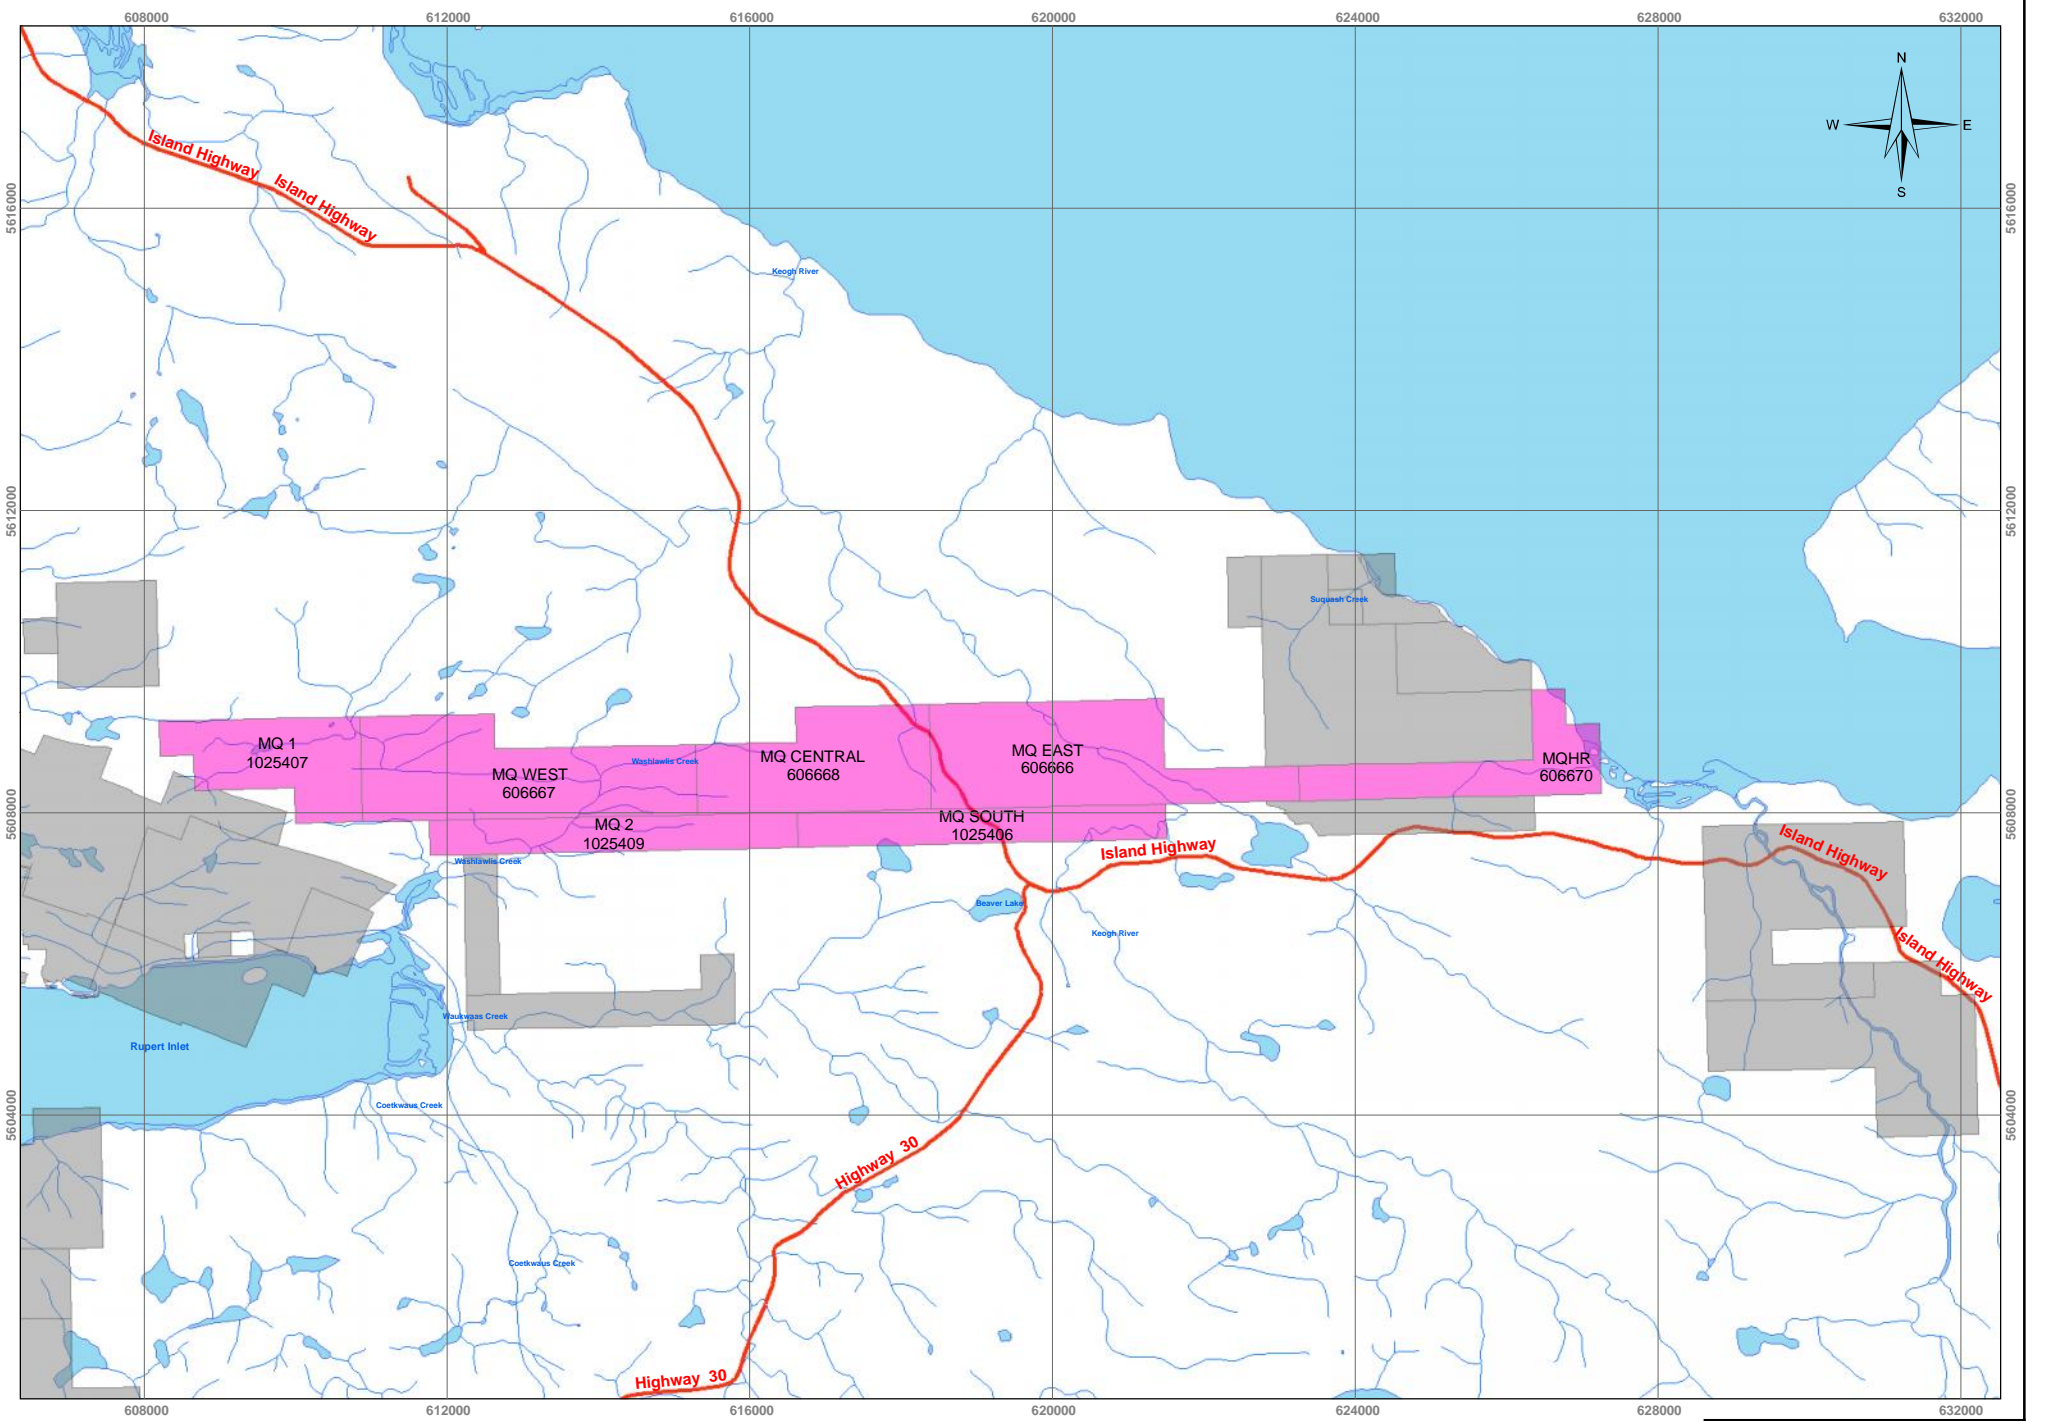 608000
612000
616000
620000
624000
628000
632000
N
W
E
S
Island Highway
Island Highway
5616000
5616000
Keogh River
5612000
5612000
Suquash Creek
MQ 1
1025407
MQ WEST
606667
Washlawlis Creek
MQ CENTRAL
606668
MQ EAST
606666
MQHR
606670
5608000
5608000
MQ 2
1025409
MQ SOUTH
1025406
Island Highway
Island Highway
Washlawlis Creek
Beaver Lake
Keogh River
Island Highway
Waukwaas Creek
Rupert Inlet
Coetkwaus Creek
5604000
5604000
Highway 30
Coetkwaus Creek
Highway 30
608000
612000
616000
620000
624000
628000
632000